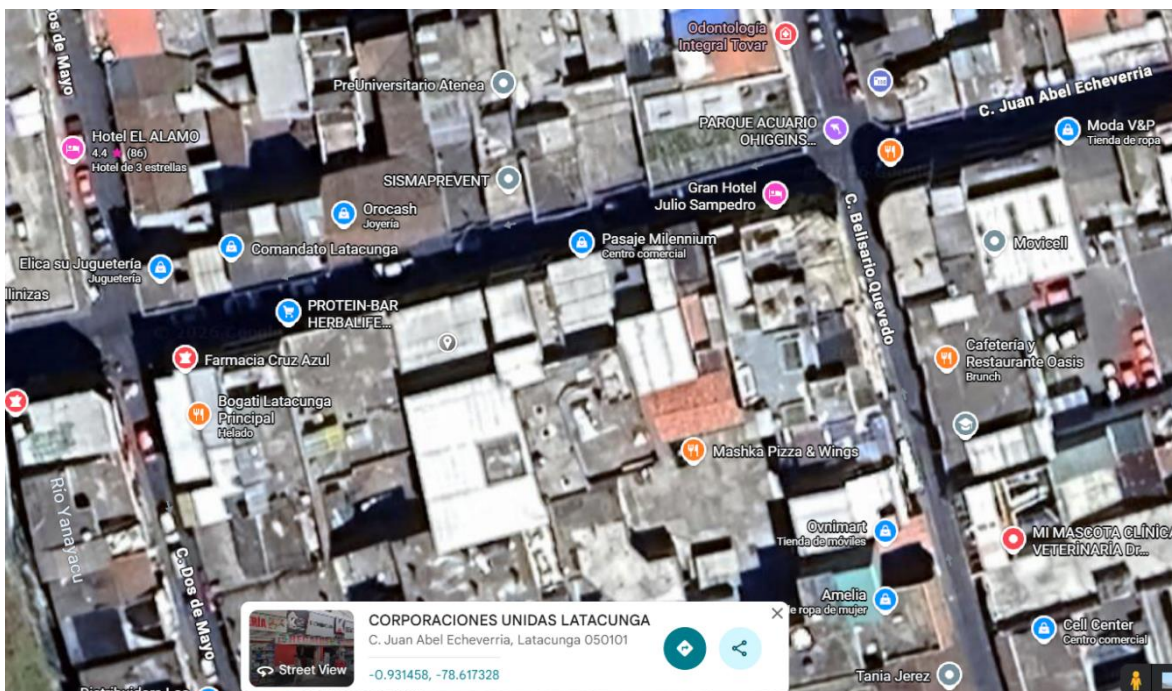 Dos de Mayo
Odontología
Integral Tovar
PreUniversitario Atenea
C. Juan Abel Echeverria
Hotel EL ALAMO
4.4 ★ (86)
Hotel de 3 estrellas
PARQUE ACUARIO
OHIGGINS...
Moda V&P
Tienda de ropa
SISMAPREVENT
Gran Hotel
Julio Sampedro
Orocash
Joyería
C. Belisario Quevedo
Comandato Latacunga
Pasaje Milennium
Centro comercial
Movicell
Elica su Juguetería
Juguetería
llinizas
PROTEIN-BAR
HERBALIFE...
Farmacia Cruz Azul
Cafetería y
Restaurante Oasis
Brunch
Bogati Latacunga
Principal
Helado
Mashka Pizza & Wings
Río Yanayacu
Ovnimart
Tienda de móviles
MI MASCOTA CLÍNICA
VETERINARÍA Dr...
C. Dos de Mayo
Amelia
de ropa de mujer
Cell Center
Centro comercial
CORPORACIONES UNIDAS LATACUNGA
C. Juan Abel Echeverria, Latacunga 050101
Street View
-0.931458, -78.617328
Tania Jerez